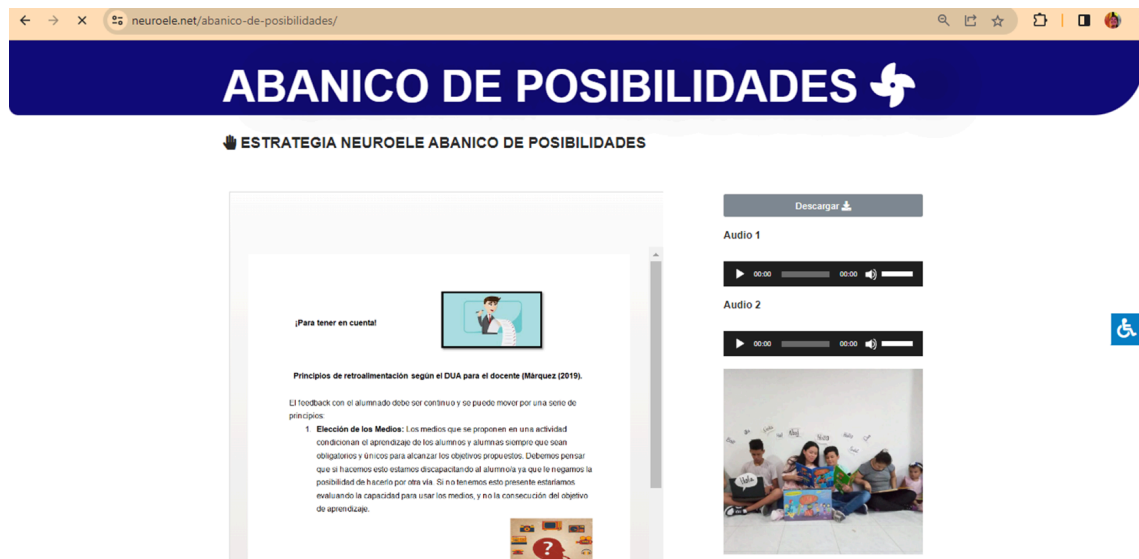 neuroele.net/abanico-de-posibilidades/
ABANICO DE POSIBILIDADES
ESTRATEGIA NEUROELE ABANICO DE POSIBILIDADES
¡Para tener en cuenta!
Principios de retroalimentación según el DUA para el docente (Márquez (2019).
El feedback con el alumnado debe ser continuo y se puede mover por una serie de
principios:
1. Elección de los Medios: Los medios que se proponen en una actividad
condicionan el aprendizaje de los alumnos y alumnas siempre que sean
obligatorios y únicos para alcanzar los objetivos propuestos. Debemos pensar
que si hacemos esto estamos discapacitando al alumno/a ya que le negamos la
posibilidad de hacerlo por otra vía. Si no tenemos esto presente estaríamos
evaluando la capacidad para usar los medios, y no la consecución del objetivo
de aprendizaje.
?
Descargar
Audio 1
00:00 00:00
Audio 2
00:00 00:00
Hola